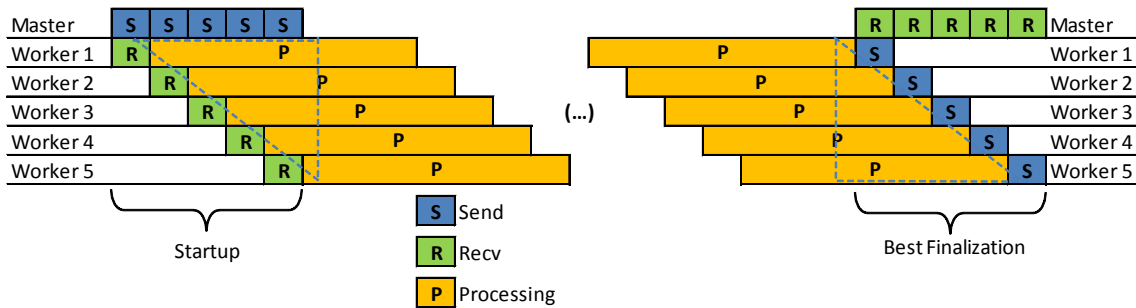 Master S S S S S R R R R R Master
Worker 1 R P P S Worker 1
Worker 2 R P P S Worker 2
Worker 3 R P (...) P S Worker 3
Worker 4 R P P S Worker 4
Worker 5 R P P S Worker 5
S Send
Startup Best Finalization
R Recv
P Processing